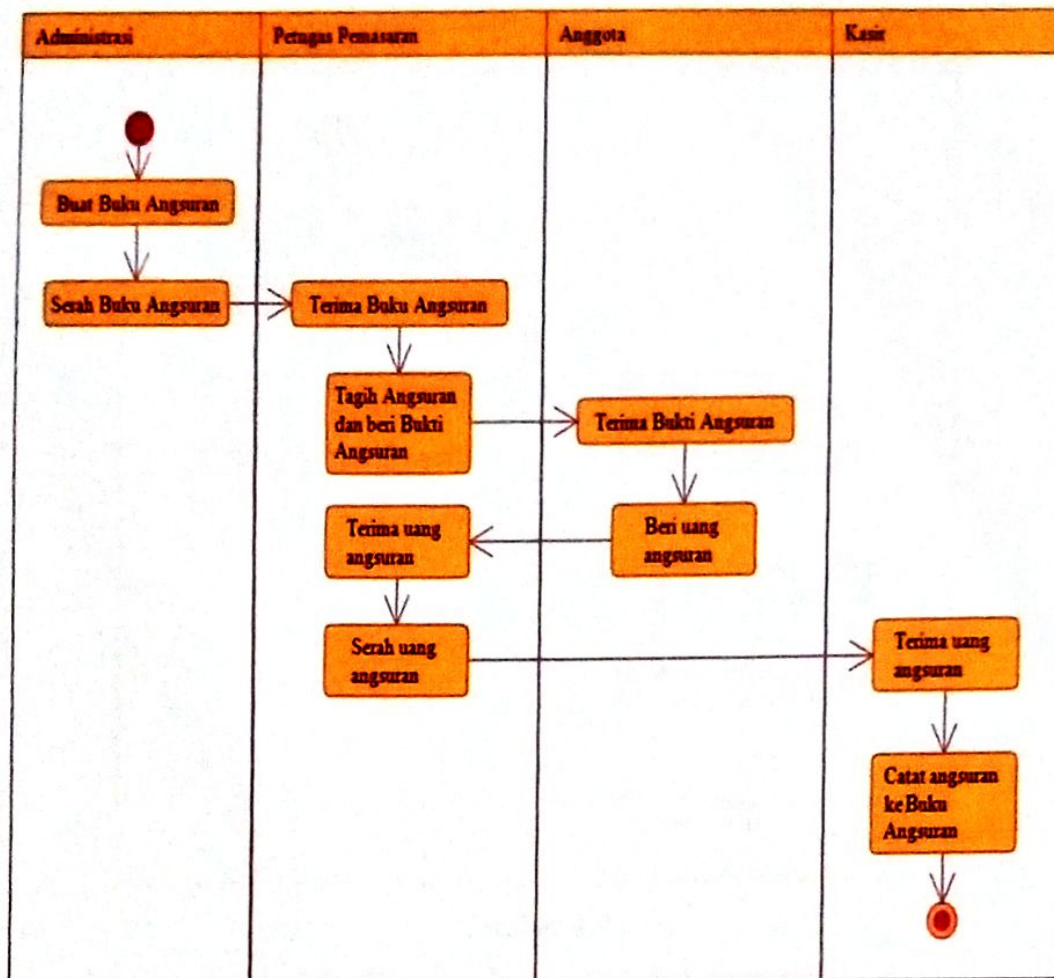 Administrasi
Petugas Pemasaran
Anggota
Kasir
Buat Buku Angsuran
Serah Buku Angsuran
Terima Buku Angsuran
Tagih Angsuran
dan beri Bukti
Angsuran
Terima Bukti Angsuran
Beri uang
angsuran
Terima uang
angsuran
Serah uang
angsuran
Terima uang
angsuran
Catat angsuran
ke Buku
Angsuran